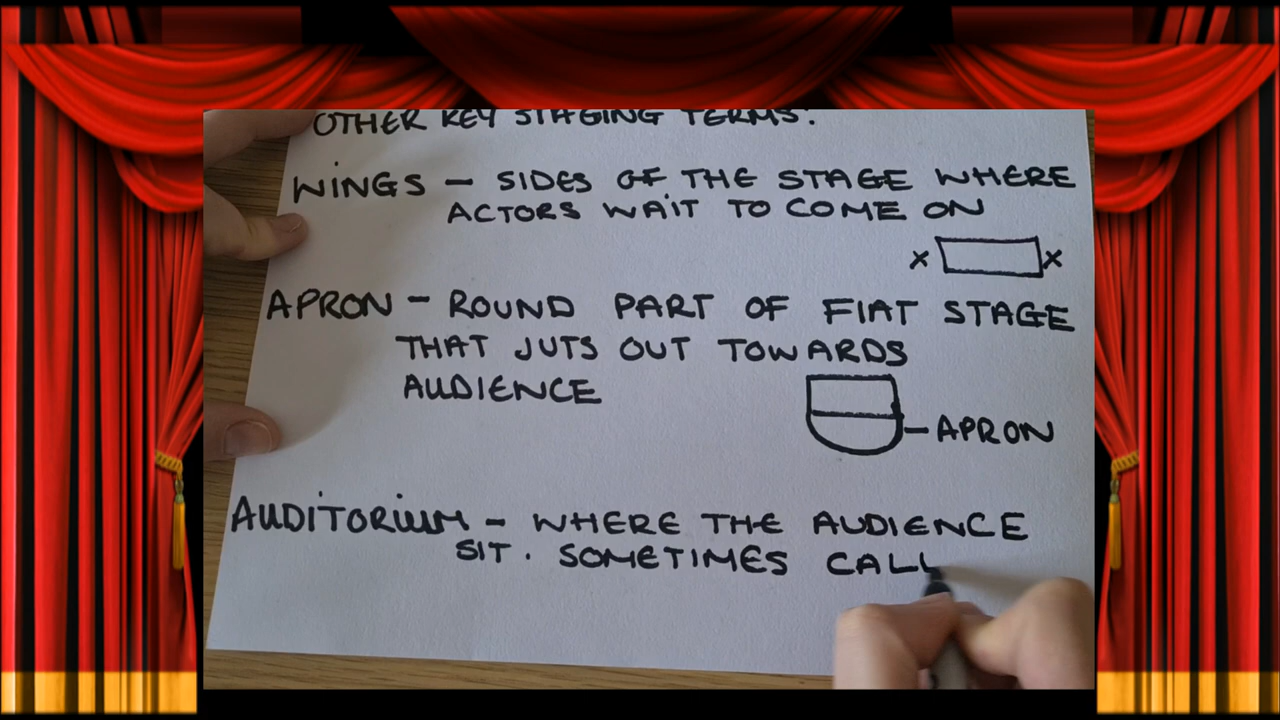 OTHER KEY STAGING TERMS:
WINGS - SIDES OF THE STAGE WHERE
ACTORS WAIT TO COME ON
x x
APRON - ROUND PART OF FLAT STAGE
THAT JUTS OUT TOWARDS
AUDIENCE
- APRON
AUDITORIUM - WHERE THE AUDIENCE
SIT. SOMETIMES CALL